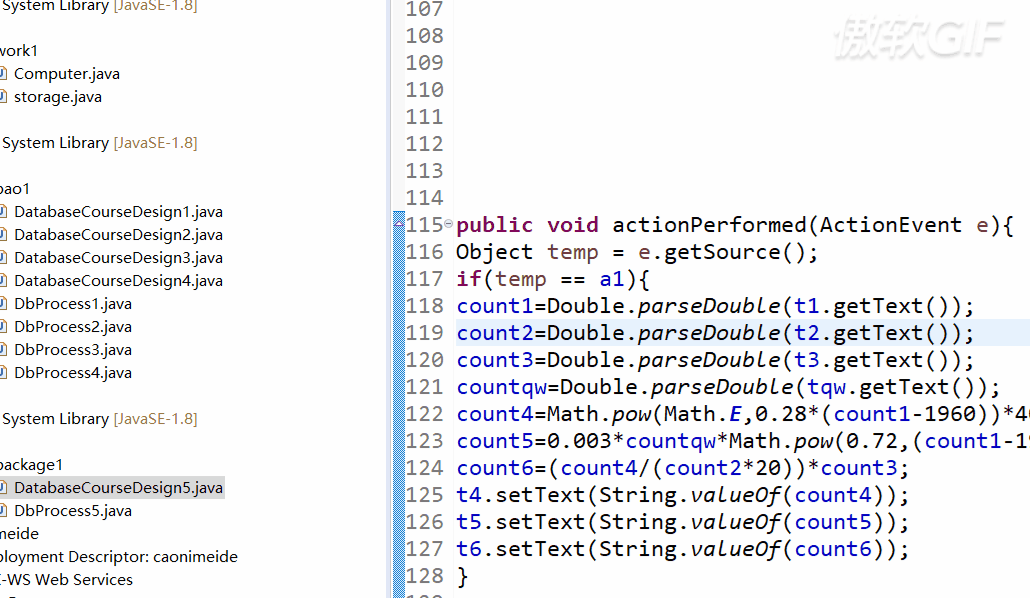 System Library [JavaSE-1.8]
work1
Computer.java
storage.java
System Library [JavaSE-1.8]
bao1
DatabaseCourseDesign1.java
DatabaseCourseDesign2.java
DatabaseCourseDesign3.java
DatabaseCourseDesign4.java
DbProcess1.java
DbProcess2.java
DbProcess3.java
DbProcess4.java
System Library [JavaSE-1.8]
package1
DatabaseCourseDesign5.java
DbProcess5.java
meide
ployment Descriptor: caonimeide
-WS Web Services
傲软GIF
107
108
109
110
111
112
113
114
115 public void actionPerformed(ActionEvent e){
116 Object temp = e.getSource();
117 if(temp == a1){
118 count1=Double.parseDouble(t1.getText());
119 count2=Double.parseDouble(t2.getText());
120 count3=Double.parseDouble(t3.getText());
121 countqw=Double.parseDouble(tqw.getText());
122 count4=Math.pow(Math.E,0.28*(count1-1960))*40
123 count5=0.003*countqw*Math.pow(0.72,(count1-19
124 count6=(count4/(count2*20))*count3;
125 t4.setText(String.valueOf(count4));
126 t5.setText(String.valueOf(count5));
127 t6.setText(String.valueOf(count6));
128 }